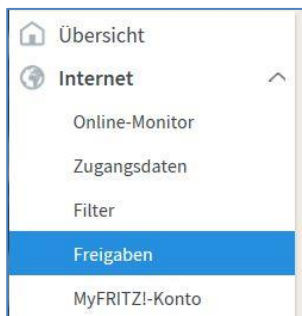 Übersicht
Internet
Online-Monitor
Zugangsdaten
Filter
Freigaben
MyFRITZ!-Konto